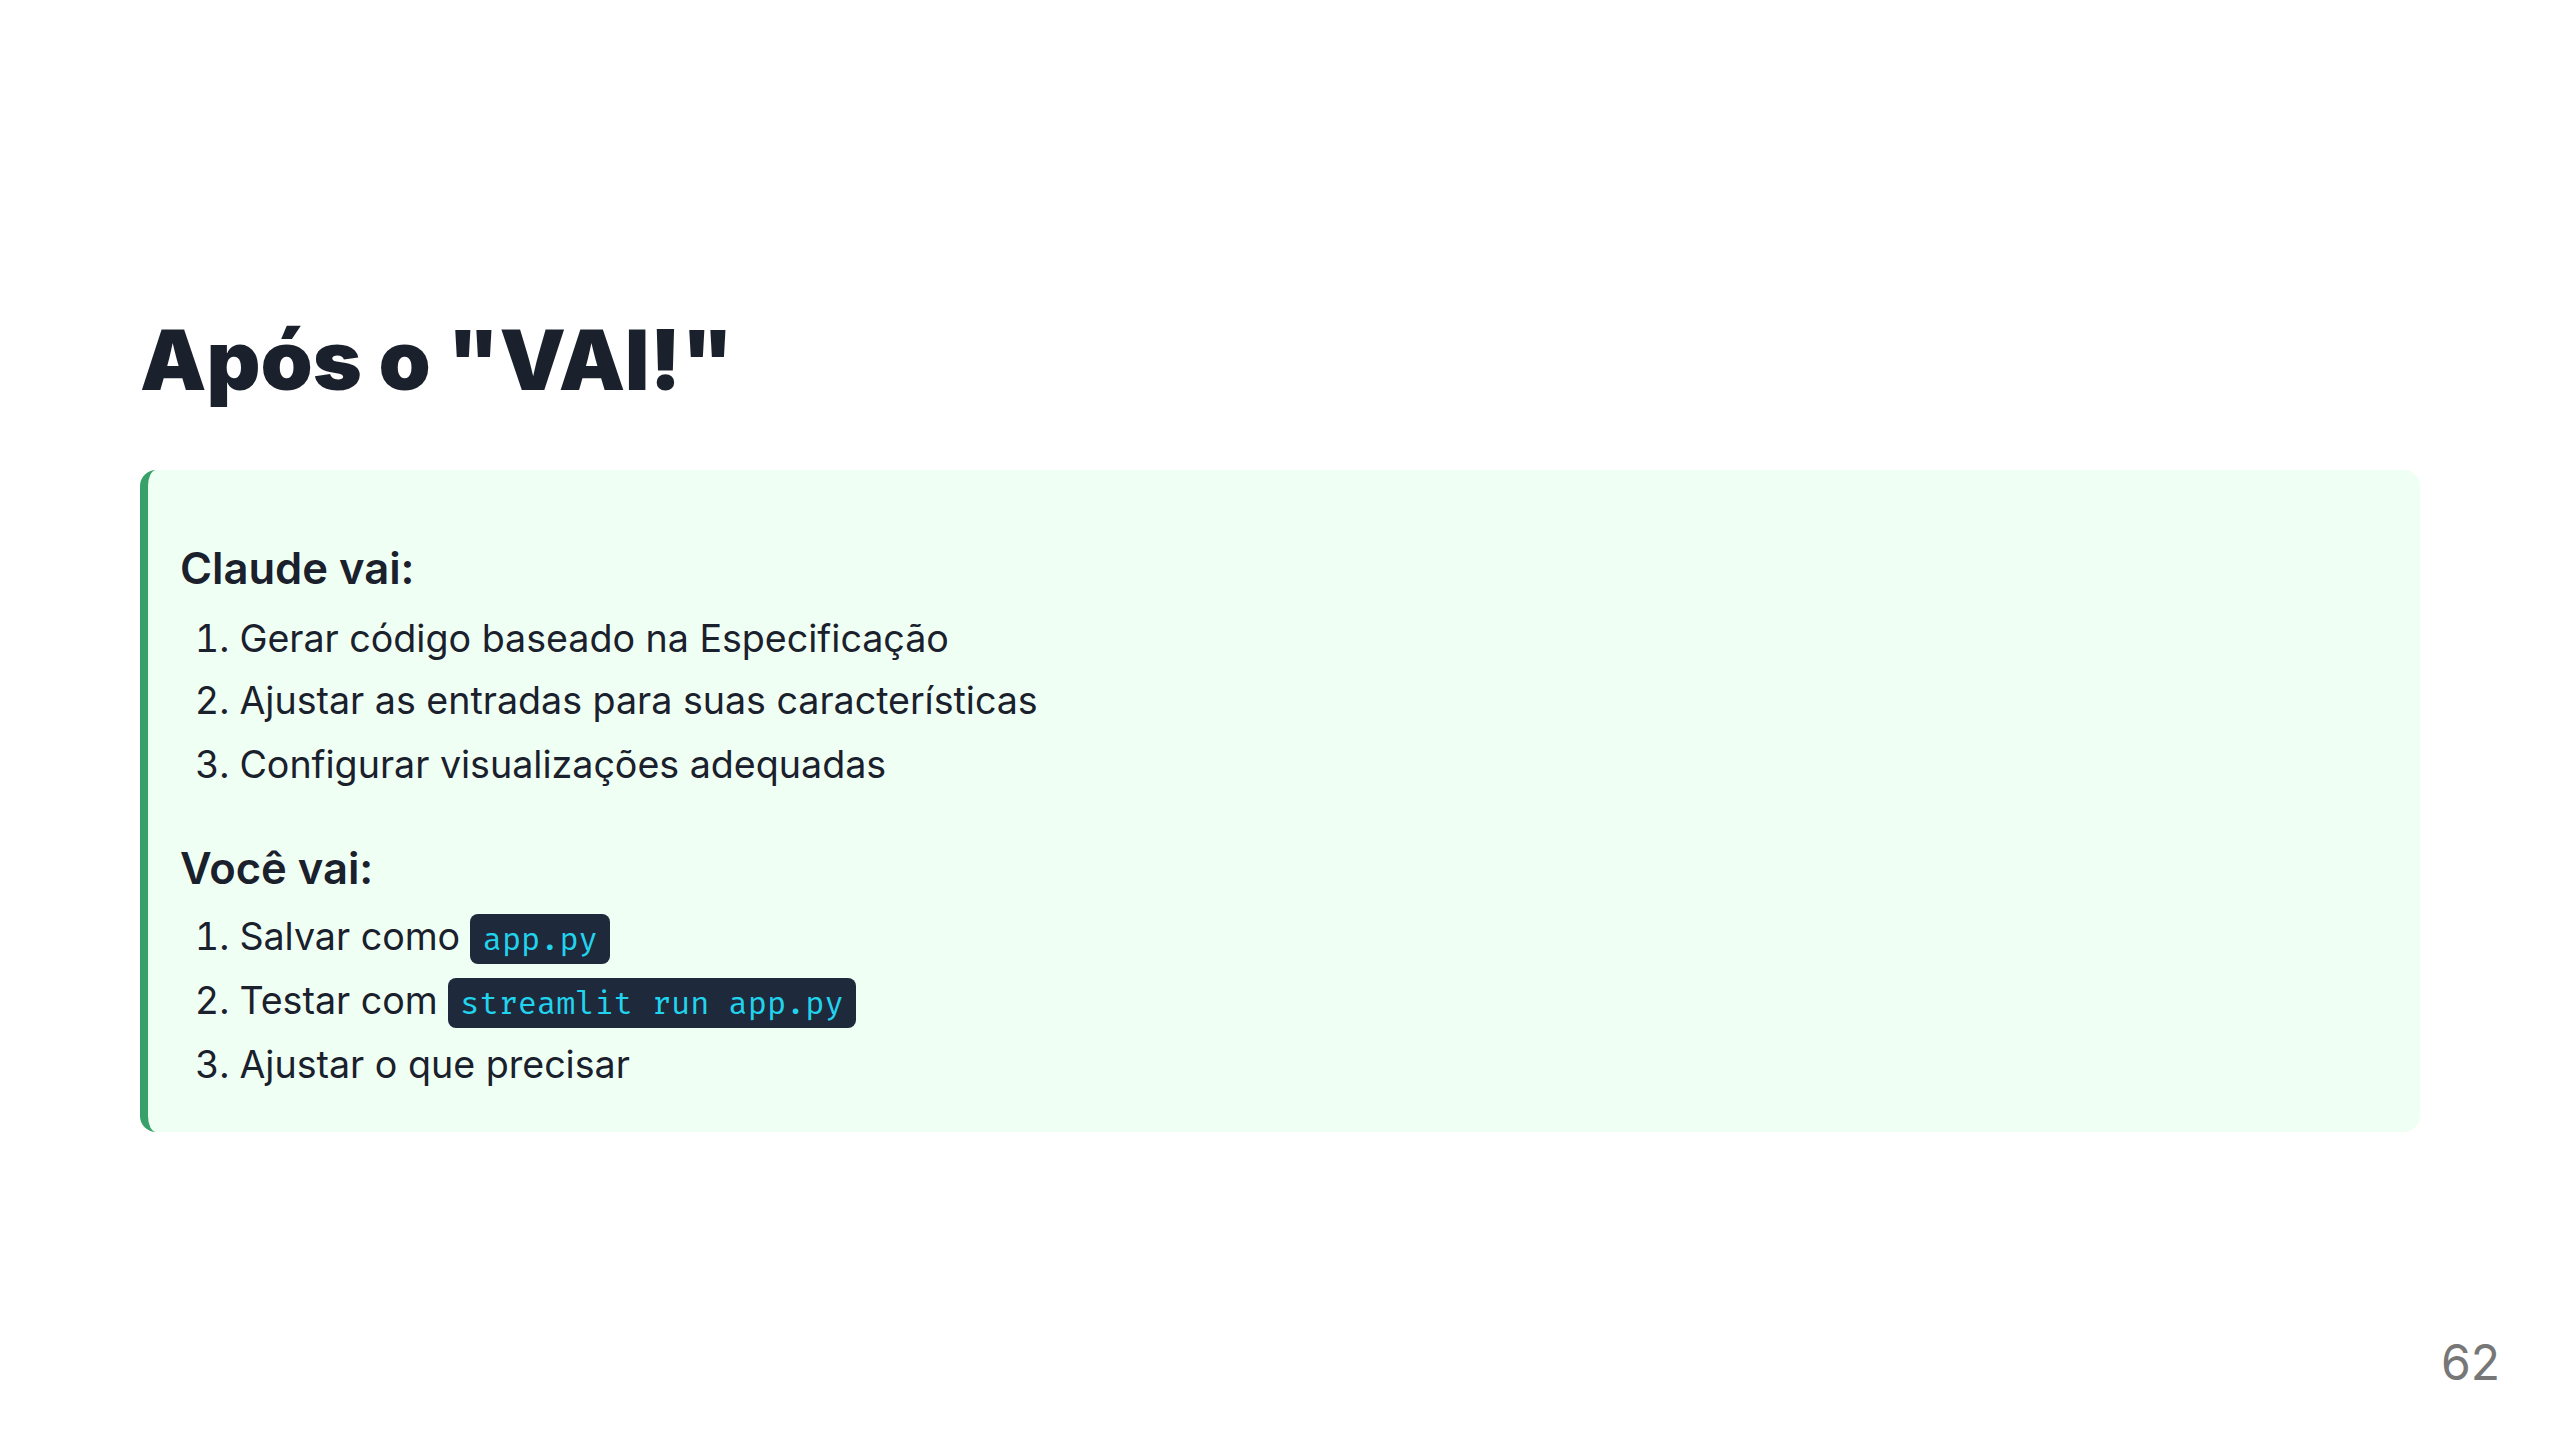 Após o "VAI!"
Claude vai:
1. Gerar código baseado na Especificação
2. Ajustar as entradas para suas características
3. Configurar visualizações adequadas
Você vai:
1. Salvar como app.py
2. Testar com streamlit run app.py
3. Ajustar o que precisar
62